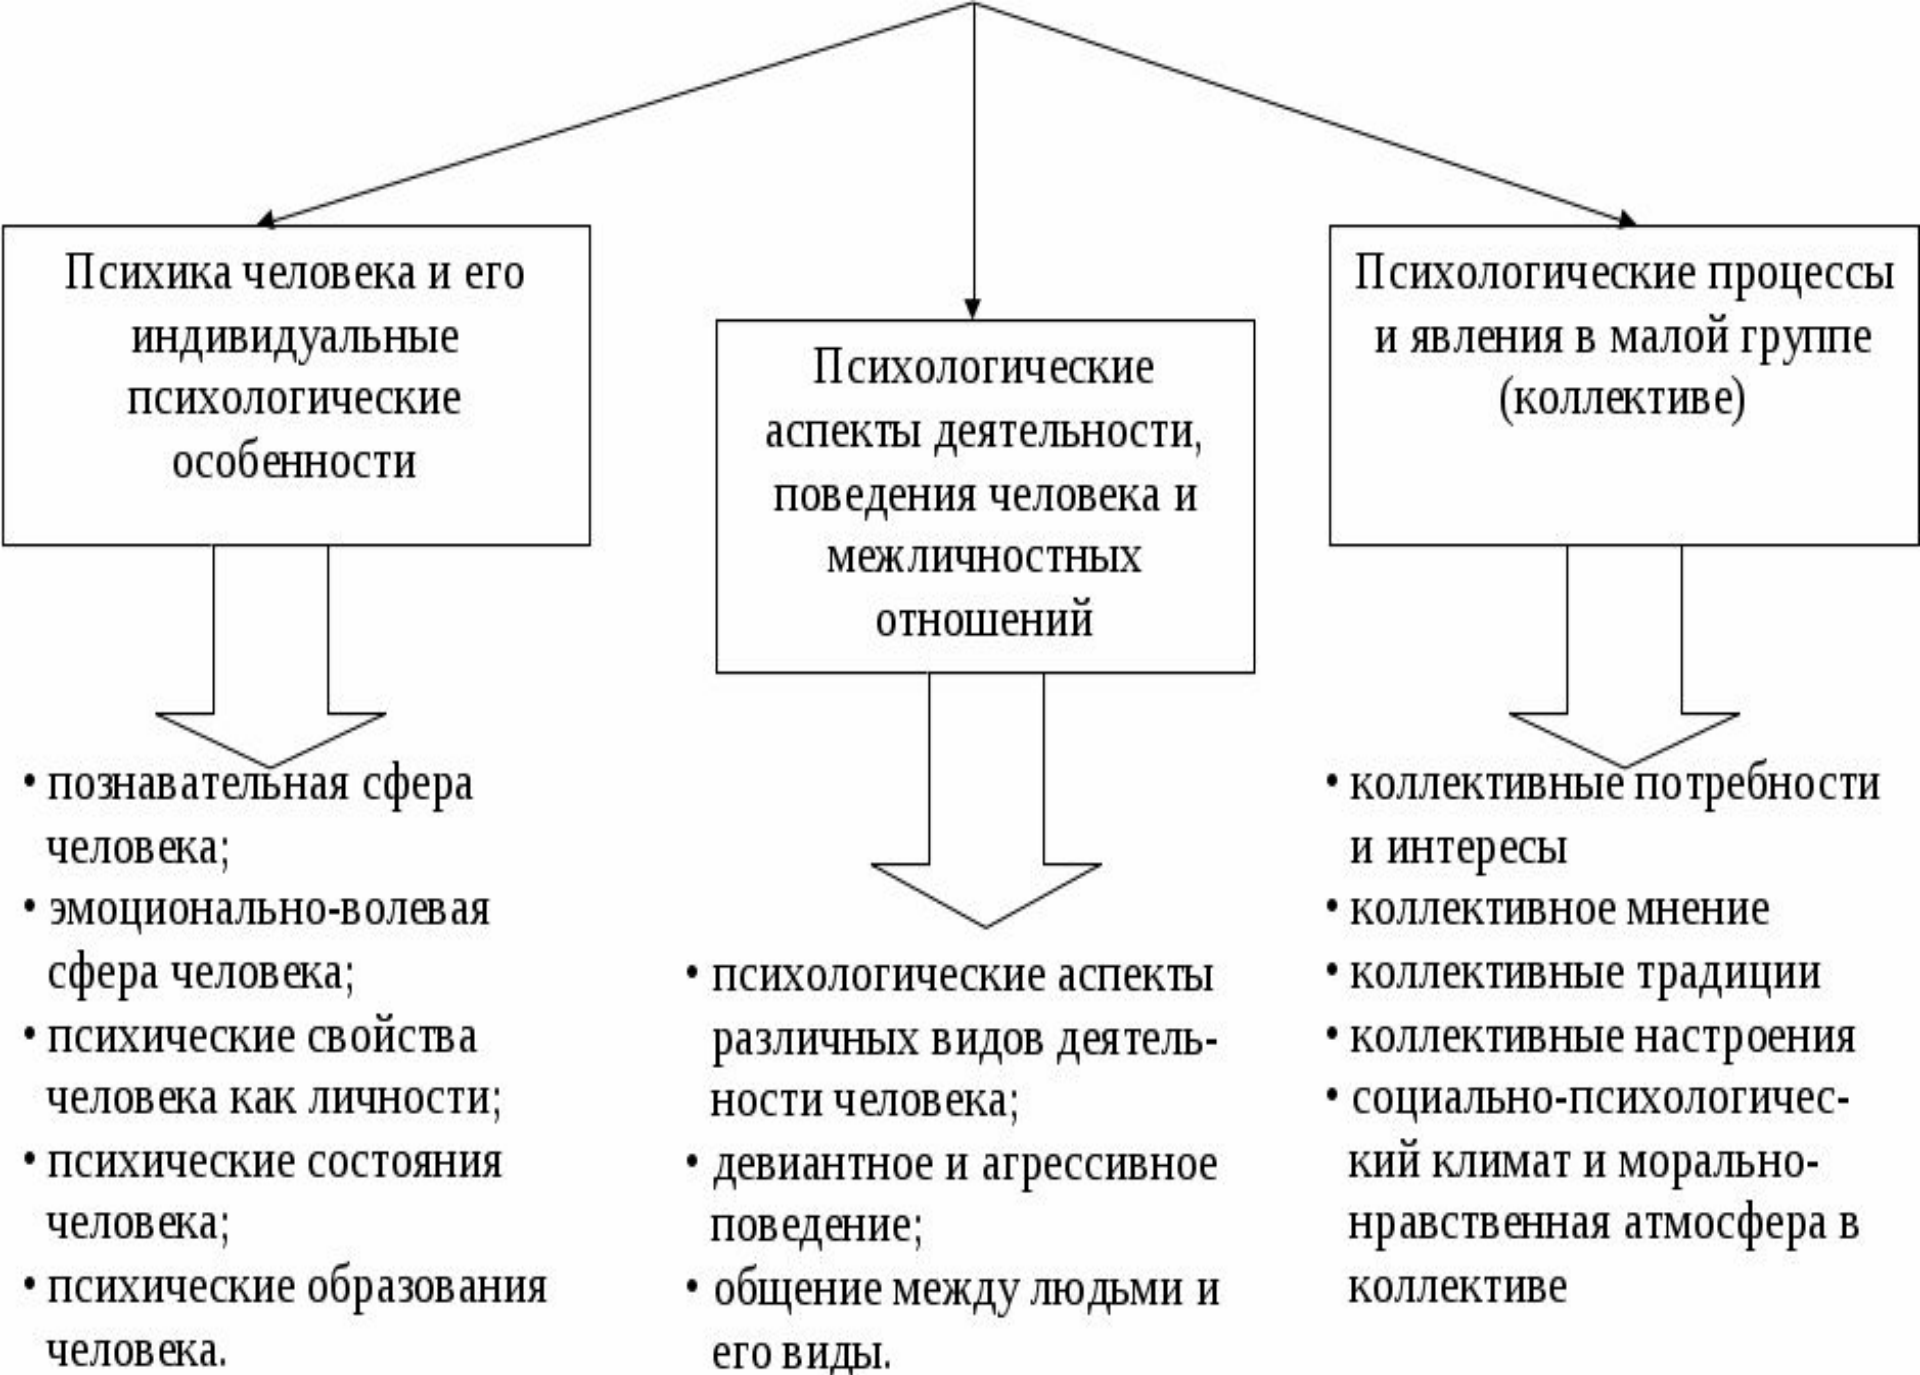 Психика человека и его
индивидуальные
психологические
особенности
Психологические
аспекты деятельности,
поведения человека и
межличностных
отношений
Психологические процессы
и явления в малой группе
(коллективе)
• познавательная сфера
человека;
• эмоционально-волевая
сфера человека;
• психические свойства
человека как личности;
• психические состояния
человека;
• психические образования
человека.
• психологические аспекты
различных видов деятель-
ности человека;
• девиантное и агрессивное
поведение;
• общение между людьми и
его виды.
• коллективные потребности
и интересы
• коллективное мнение
• коллективные традиции
• коллективные настроения
• социально-психологичес-
кий климат и морально-
нравственная атмосфера в
коллективе